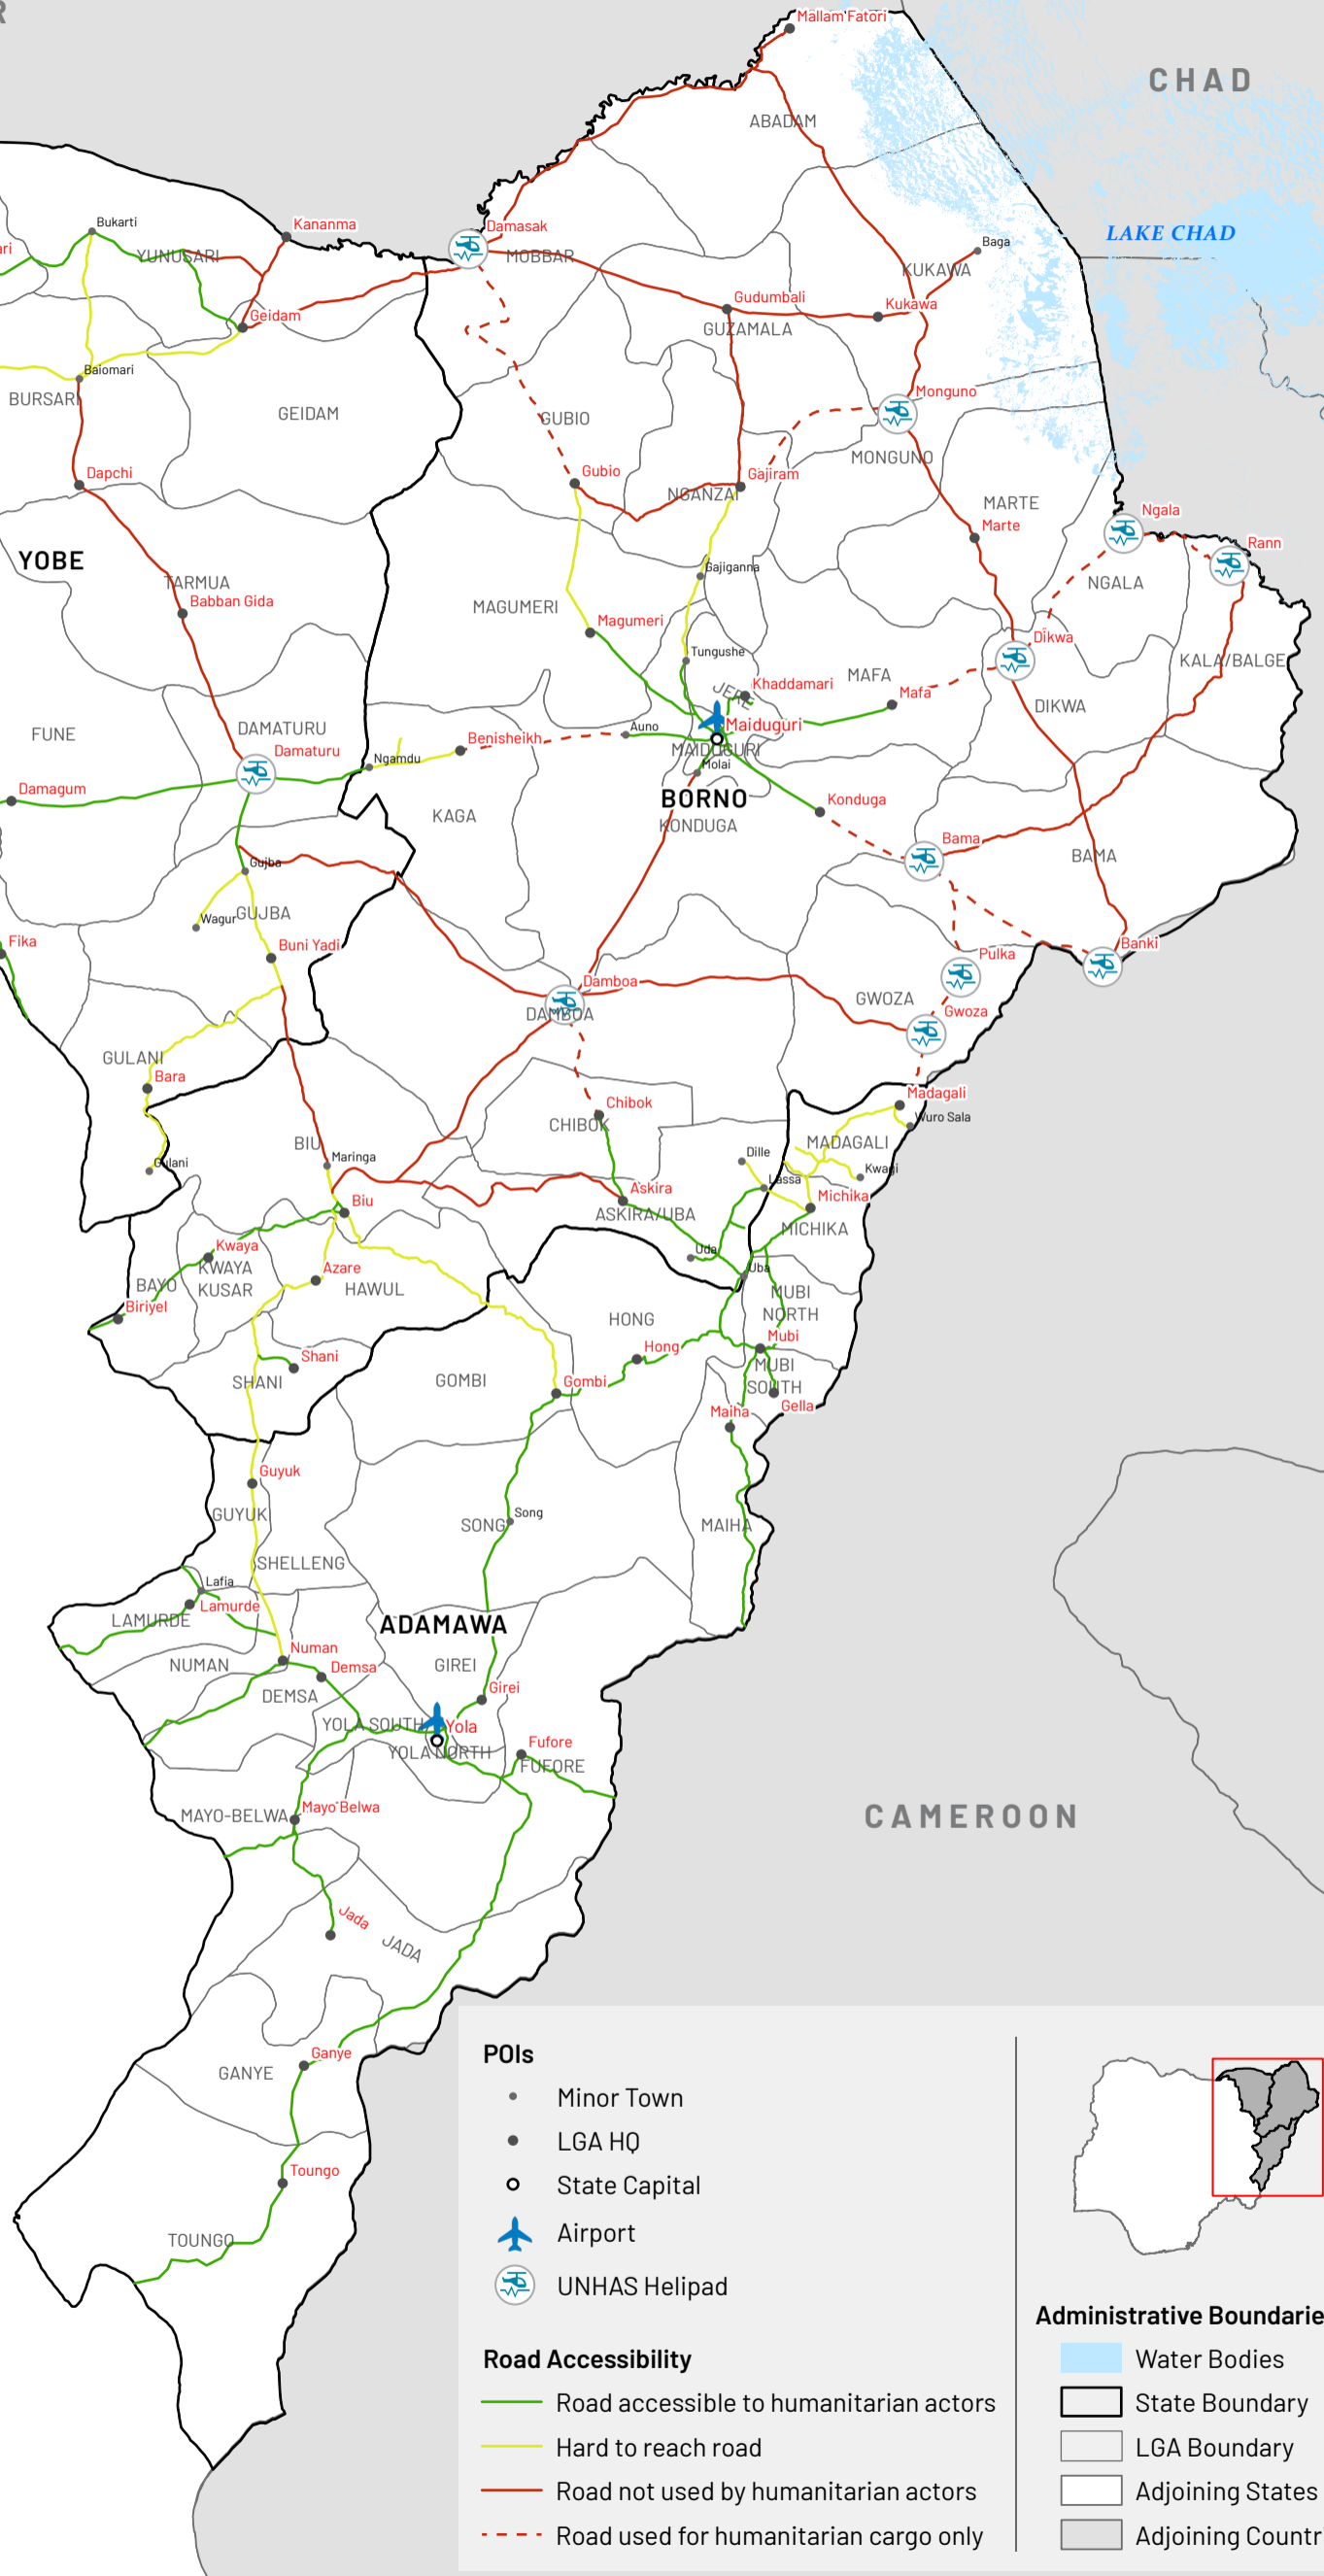 R
Mallam Fatori
CHAD
ABADAM
Bukarti
Kananma
Damasak
LAKE CHAD
ari
YUNUSARI
MOBBAR
Baga
KUKAWA
Geidam
Gudumbali
Kukawa
GUZAMALA
Baiomari
BURSARI
GEIDAM
Monguno
GUBIO
MONGUNO
Dapchi
Gubio
Gajiram
NGANZAI
MARTE
Marte
Ngala
Rann
YOBE
Gajiganna
TARMUA
NGALA
Babban Gida
MAGUMERI
Magumeri
Dikwa
Tungushe
KALA/BALGE
MAFA
JERE
Khaddamari
Mafa
DIKWA
FUNE
DAMATURU
Auno
Maiduguri
Damaturu
Benisheikh
MAIDUGURI
Ngamdu
Molai
Damagum
BORNO
Konduga
KAGA
KONDUGA
Bama
BAMA
Gujba
Wagur
GUJBA
Fika
Buni Yadi
Banki
Pulka
Damboa
GWOZA
Gwoza
DAMBOA
GULANI
Bara
Madagali
Chibok
Wuro Sala
CHIBOK
BIU
MADAGALI
Maringa
Dille
Gulani
Kwagi
Lassa
Askira
Michika
Biu
ASKIRA/UBA
MICHIKA
Kwaya
Uda
KWAYA
KUSAR
Azare
Uba
BAYO
HAWUL
MUBI
NORTH
Biriyel
HONG
Mubi
Hong
Shani
MUBI
SOUTH
SHANI
GOMBI
Gombi
Gella
Maiha
Guyuk
GUYUK
Song
SONG
MAIHA
SHELLENG
Lafia
Lamurde
LAMURDE
ADAMAWA
Numan
NUMAN
Demsa
GIREI
Girei
DEMSA
YOLA SOUTH
Yola
YOLA NORTH
Fufore
FUFORE
MAYO-BELWA
Mayo Belwa
CAMEROON
Jada
JADA
Ganye
GANYE
Toungo
TOUNGO
POIs
Minor Town
LGA HQ
State Capital
Airport
UNHAS Helipad
Road Accessibility
Road accessible to humanitarian actors
Hard to reach road
Road not used by humanitarian actors
Road used for humanitarian cargo only
Administrative Boundarie
Water Bodies
State Boundary
LGA Boundary
Adjoining States
Adjoining Countr